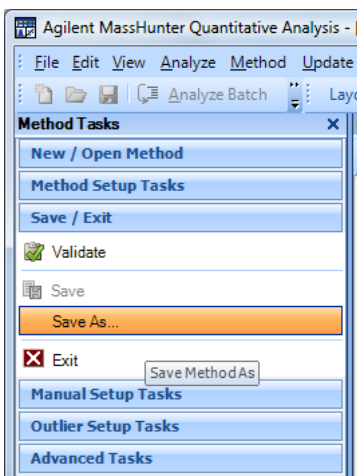 Agilent MassHunter Quantitative Analysis - [
File Edit View Analyze Method Update
Analyze Batch Layo
Method Tasks
New / Open Method
Method Setup Tasks
Save / Exit
Validate
Save
Save As...
Exit
Save Method As
Manual Setup Tasks
Outlier Setup Tasks
Advanced Tasks